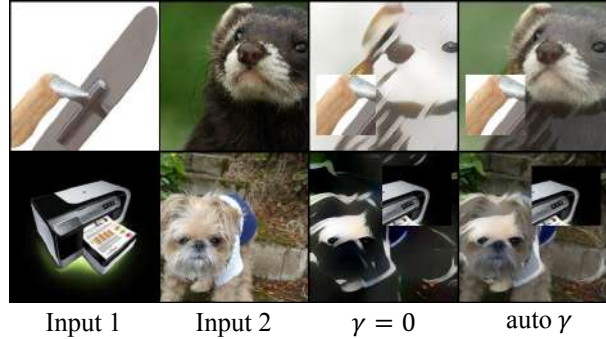 Input 1 Input 2 γ = 0 auto γ